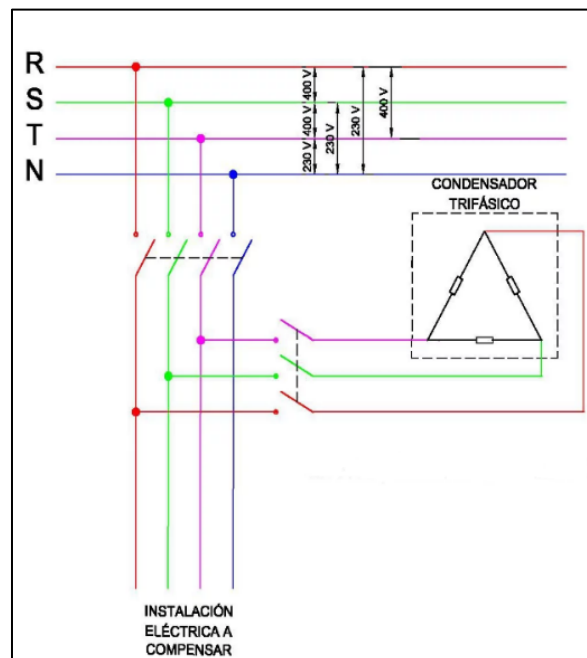 R
S
T
N
400 V
400 V
230 V
230 V
230 V
400 V
CONDENSADOR
TRIFÁSICO
INSTALACIÓN
ELÉCTRICA A
COMPENSAR